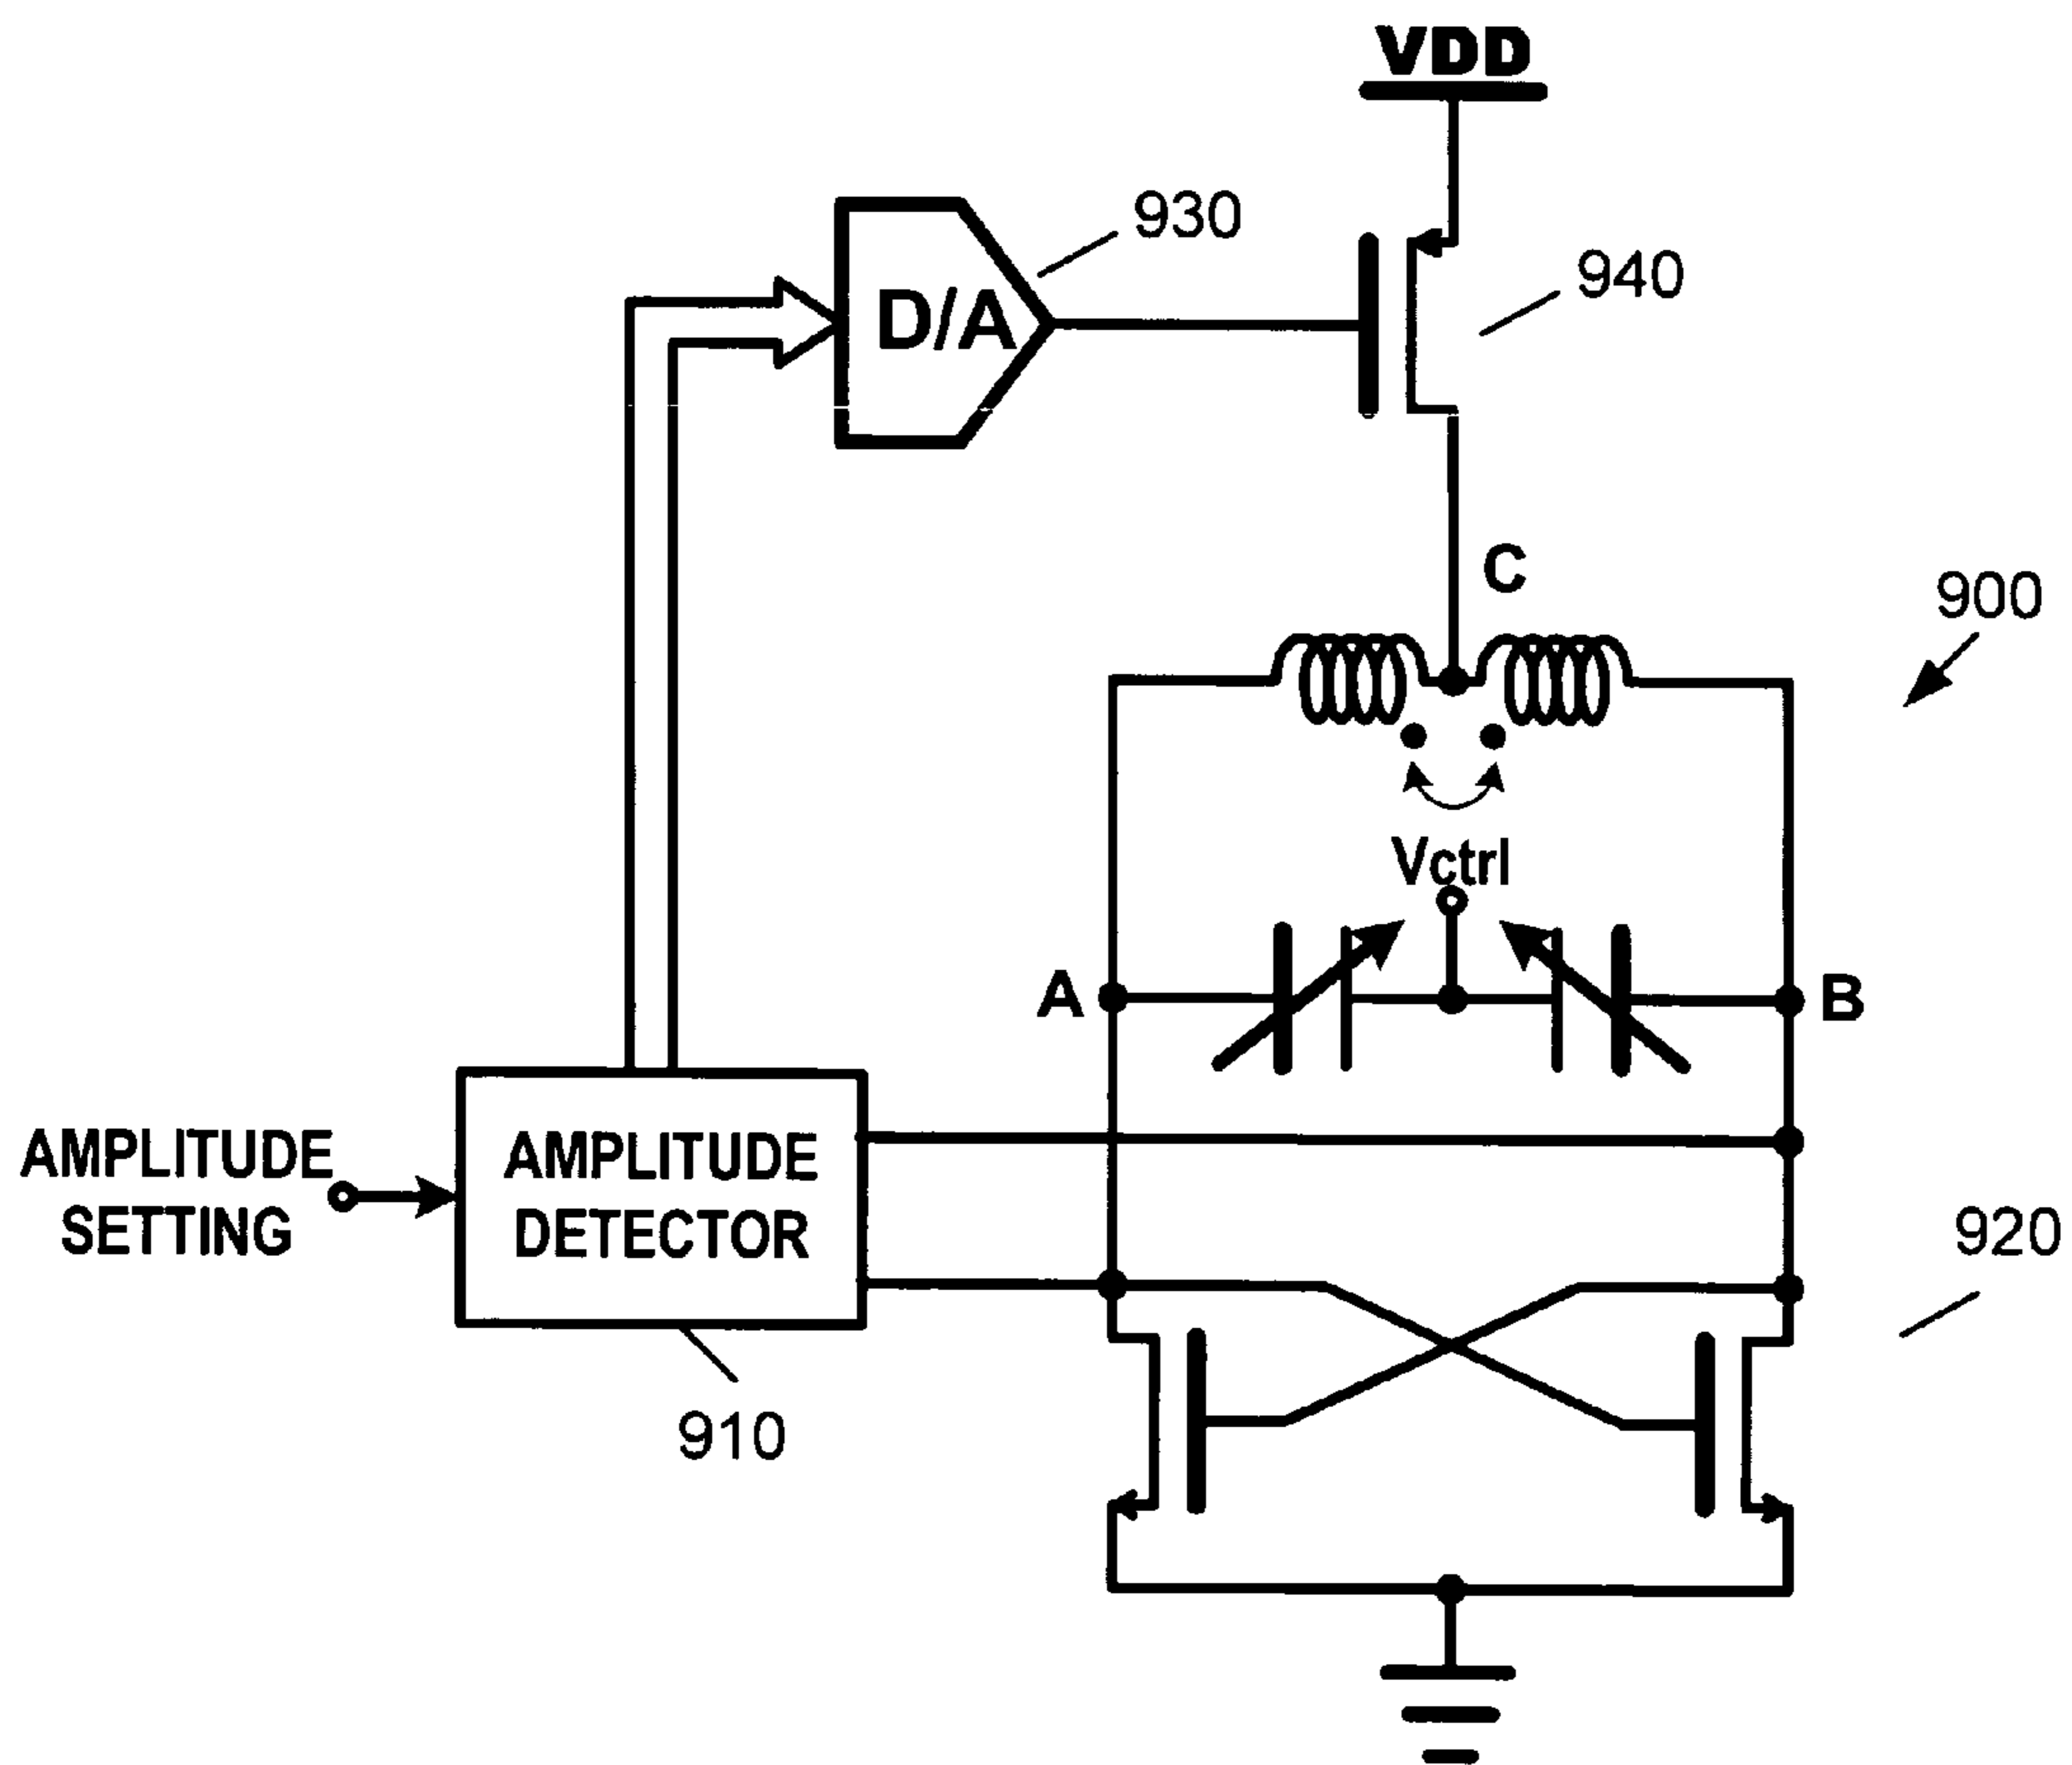 VDD
930
D/A
940
C
900
Vctrl
A
B
AMPLITUDE
SETTING
AMPLITUDE
DETECTOR
920
910